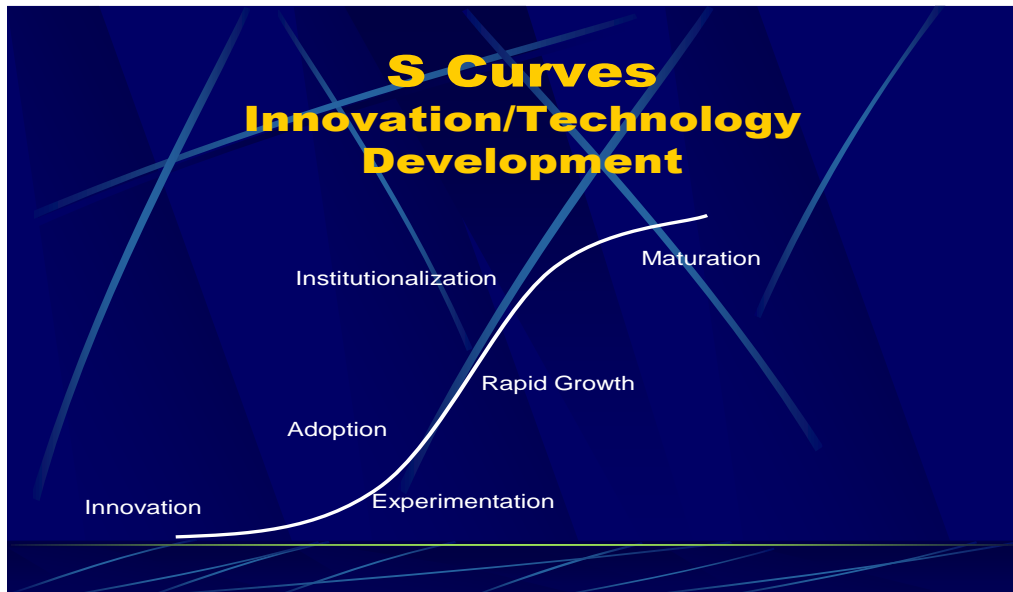 S Curves
Innovation/Technology
Development
Maturation
Institutionalization
Rapid Growth
Adoption
Experimentation
Innovation